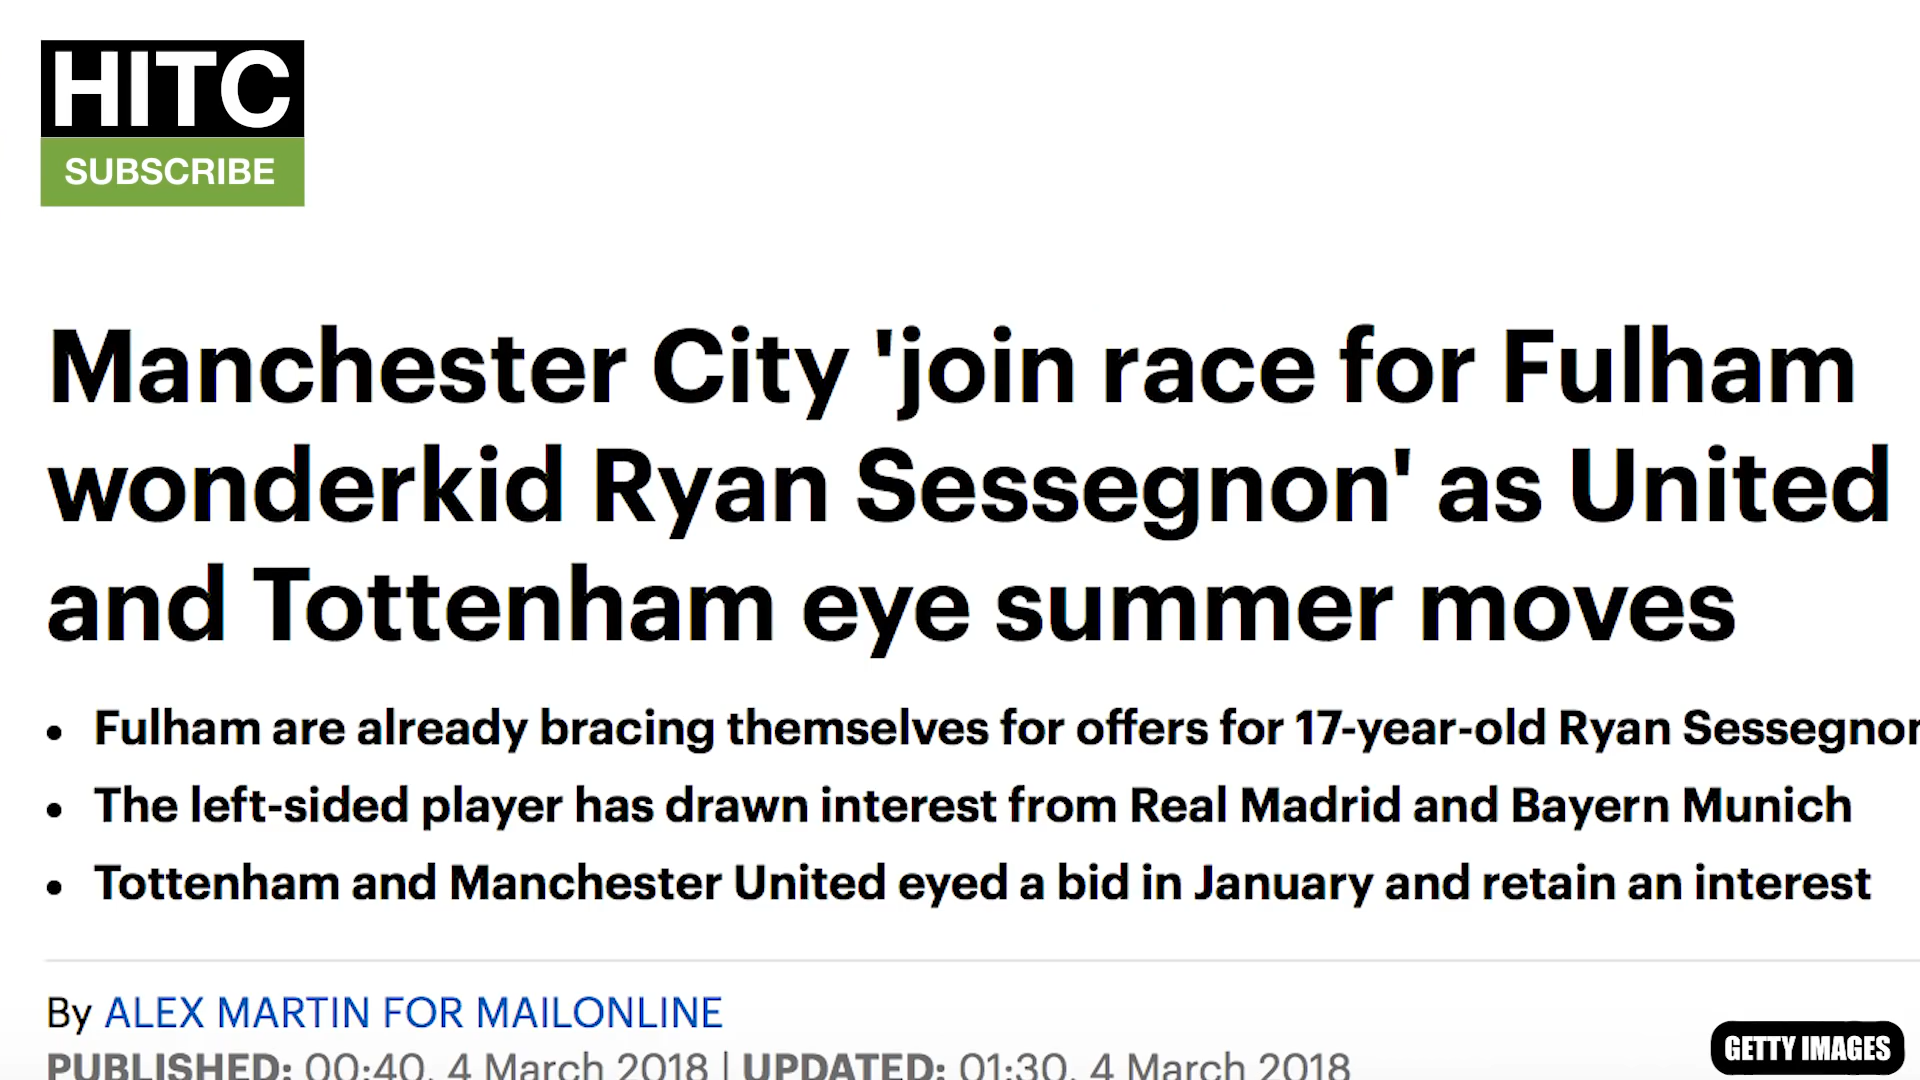 HITC
SUBSCRIBE
Manchester City 'join race for Fulham
wonderkid Ryan Sessegnon' as United
and Tottenham eye summer moves
• Fulham are already bracing themselves for offers for 17-year-old Ryan Sessegnon
• The left-sided player has drawn interest from Real Madrid and Bayern Munich
• Tottenham and Manchester United eyed a bid in January and retain an interest
By ALEX MARTIN FOR MAILONLINE
PUBLISHED: 00:40, 4 March 2018 | UPDATED: 01:30, 4 March 2018
GETTY IMAGES